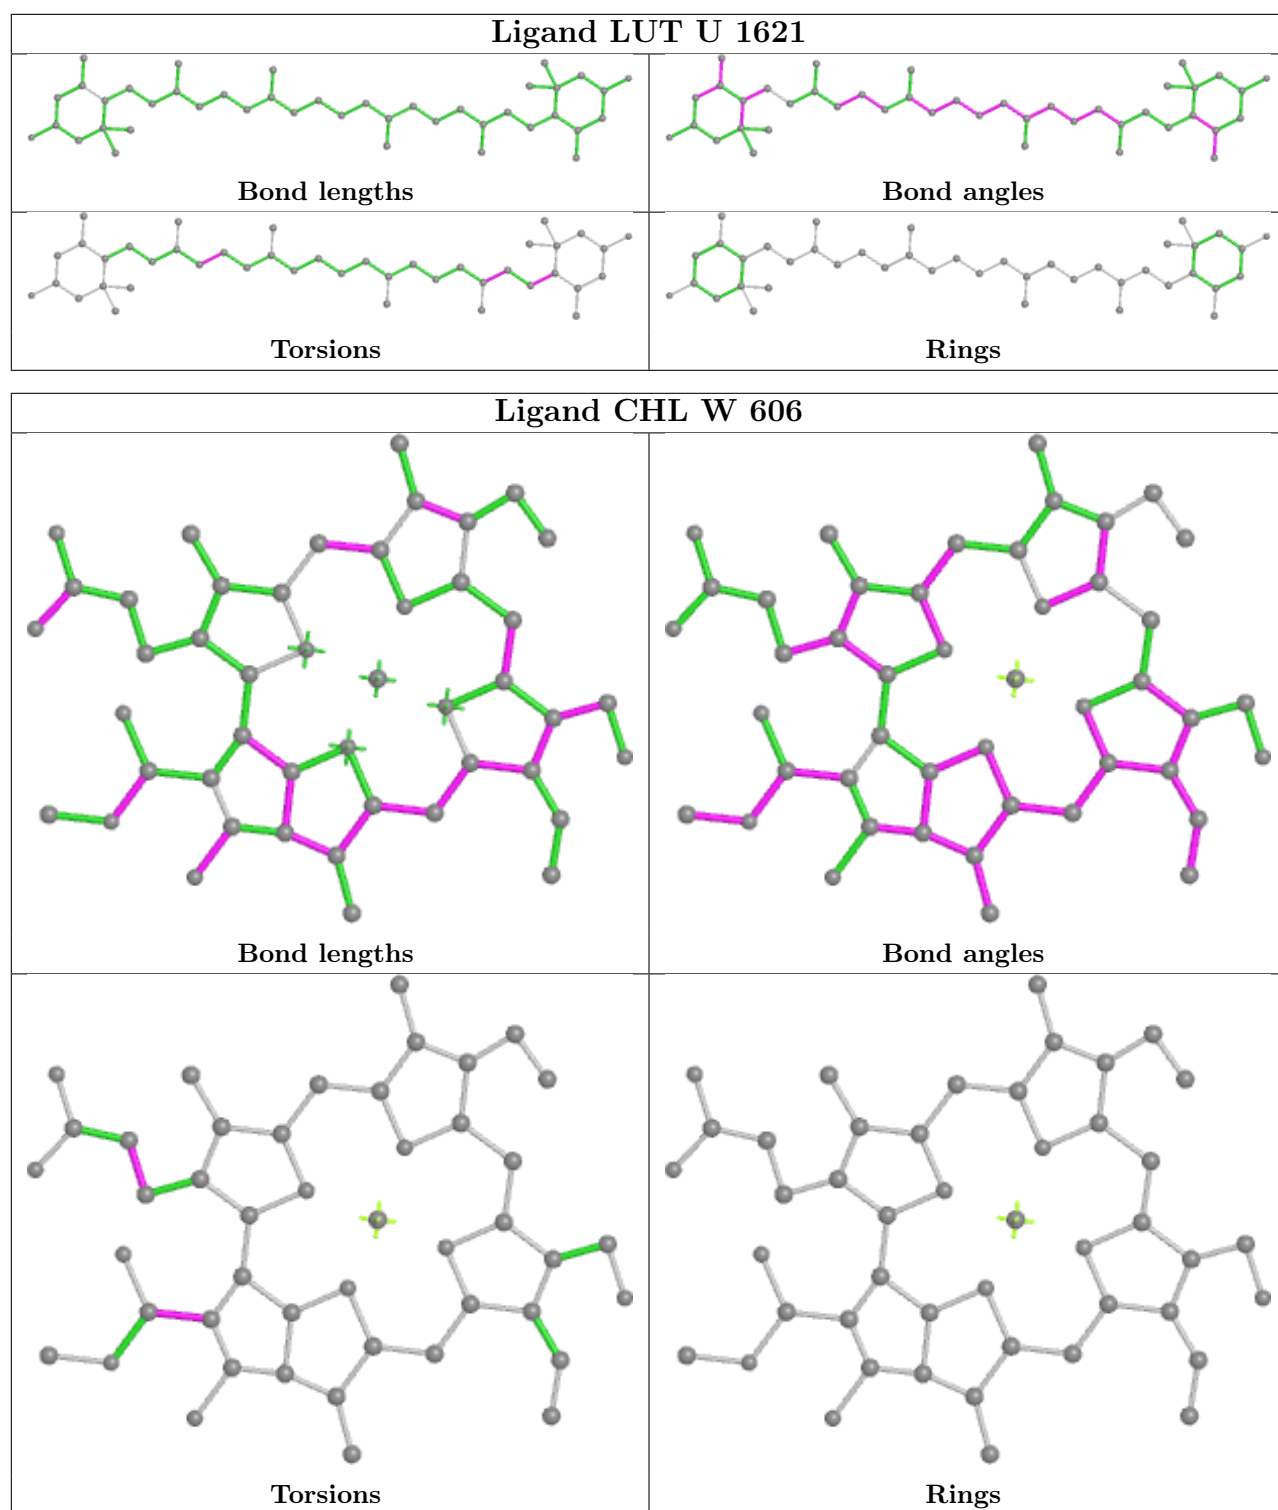 Ligand LUT U 1621
Bond lengths
Bond angles
Torsions
Rings
Ligand CHL W 606
Bond lengths
Bond angles
Torsions
Rings